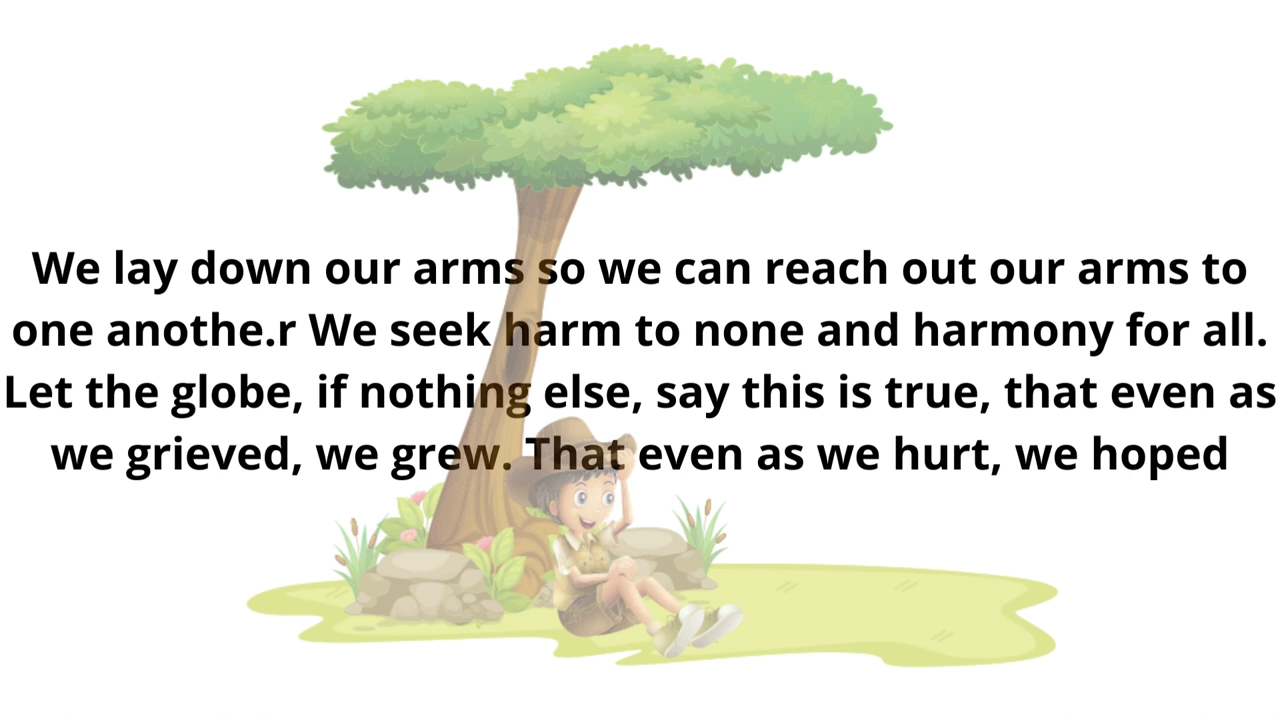 We lay down our arms so we can reach out our arms to
one anothe.r We seek harm to none and harmony for all.
Let the globe, if nothing else, say this is true, that even as
we grieved, we grew. That even as we hurt, we hoped